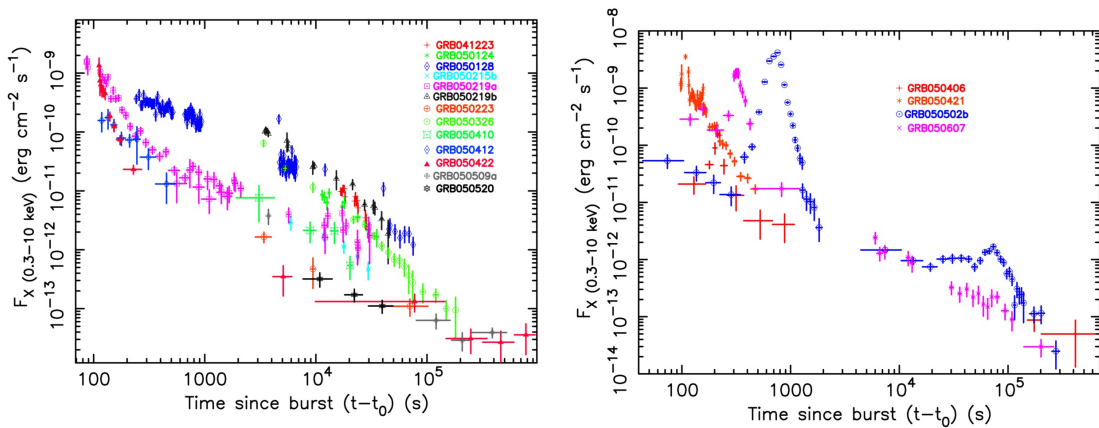 F_X (0.3−10 keV) (erg cm⁻² s⁻¹)
10⁻⁹
10⁻¹⁰
10⁻¹¹
10⁻¹²
10⁻¹³
GRB041223
GRB050124
GRB050128
GRB050215b
GRB050219a
GRB050219b
GRB050223
GRB050326
GRB050410
GRB050412
GRB050422
GRB050509a
GRB050520
100 1000 10⁴ 10⁵
Time since burst (t−t₀) (s)
F_X (0.3−10 keV) (erg cm⁻² s⁻¹)
10⁻⁸
10⁻⁹
10⁻¹⁰
10⁻¹¹
10⁻¹²
10⁻¹³
10⁻¹⁴
GRB050406
GRB050421
GRB050502b
GRB050607
100 1000 10⁴ 10⁵
Time since burst (t−t₀) (s)